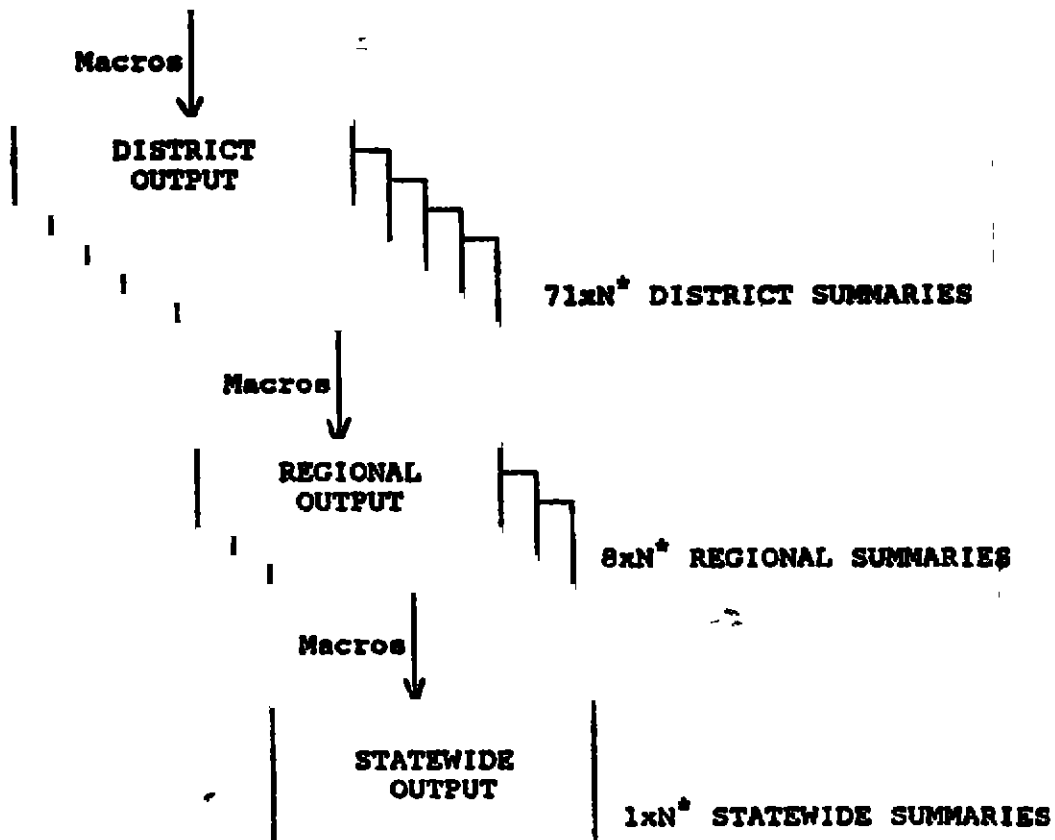 Macros
DISTRICT
OUTPUT
71xN* DISTRICT SUMMARIES
Macros
REGIONAL
OUTPUT
8xN* REGIONAL SUMMARIES
Macros
STATEWIDE
OUTPUT
1xN* STATEWIDE SUMMARIES